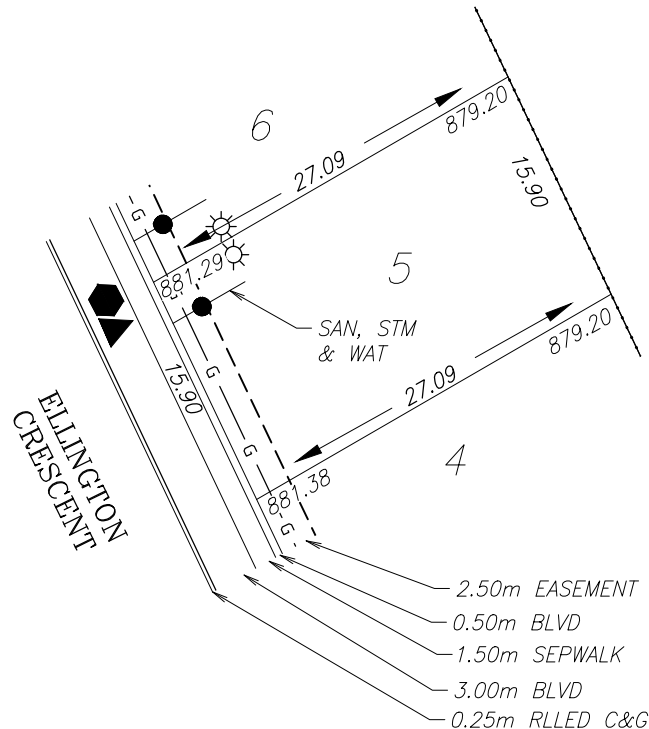 6
879.20
27.09
15.90
G
881.29
5
SAN, STM
& WAT
879.20
G
15.90
27.09
ELLINGTON
CRESCENT
G
4
881.38
G
2.50m EASEMENT
0.50m BLVD
1.50m SEPWALK
3.00m BLVD
0.25m RLLED C&G